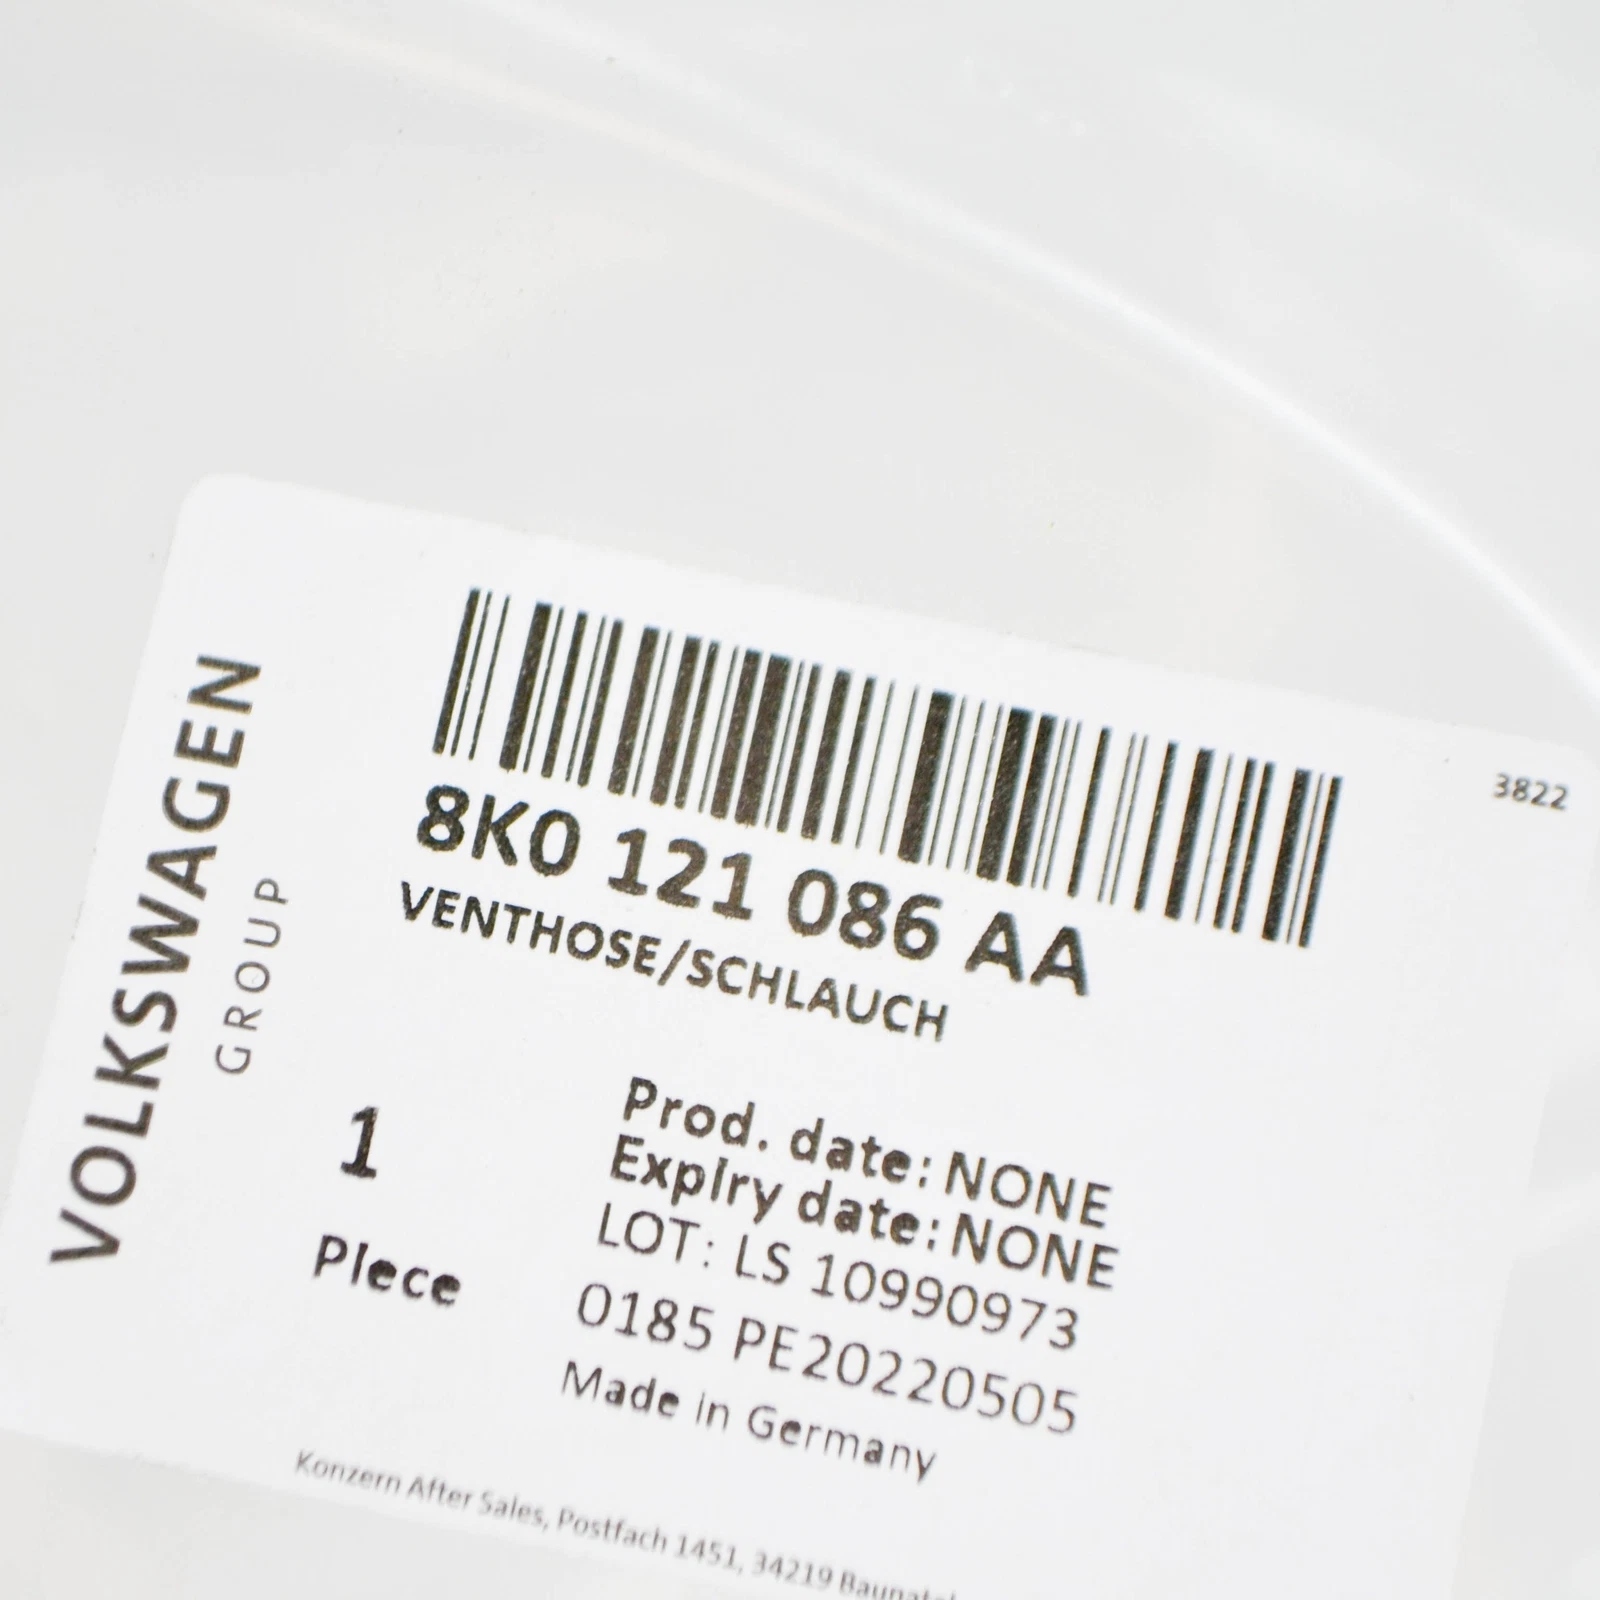 VOLKSWAGEN
GROUP
3822
8K0 121 086 AA
VENTHOSE/SCHLAUCH
1
Piece
Prod. date: NONE
Expiry date: NONE
LOT: LS 10990973
0185 PE20220505
Made in Germany
Konzern After Sales, Postfach 1451, 34219